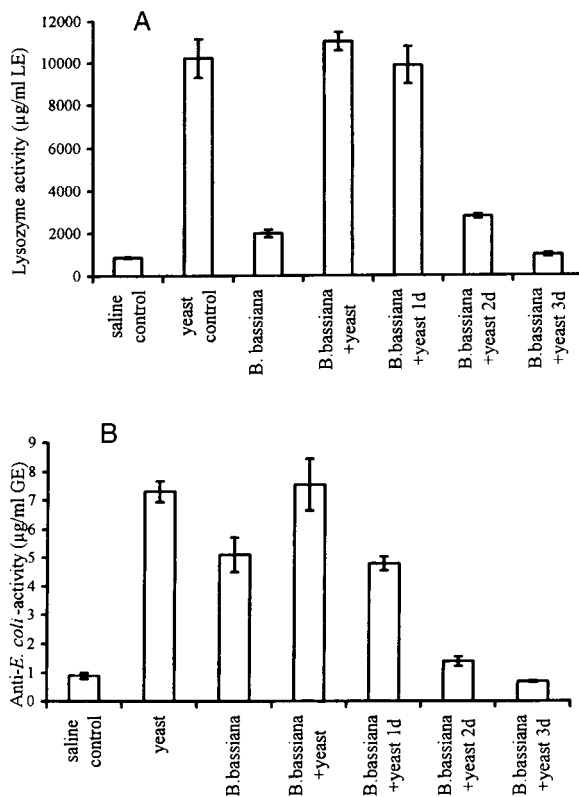 A
Lysozyme activity (µg/ml LE)
12000
10000
8000
6000
4000
2000
0
saline
control
yeast
control
B. bassiana
B.bassiana
+yeast
B.bassiana
+yeast 1d
B.bassiana
+yeast 2d
B.bassiana
+yeast 3d
B
Anti-E. coli-activity (µg/ml GE)
9
8
7
6
5
4
3
2
1
0
saline
control
yeast
B.bassiana
B.bassiana
+yeast
B.bassiana
+yeast 1d
B.bassiana
+yeast 2d
B.bassiana
+yeast 3d